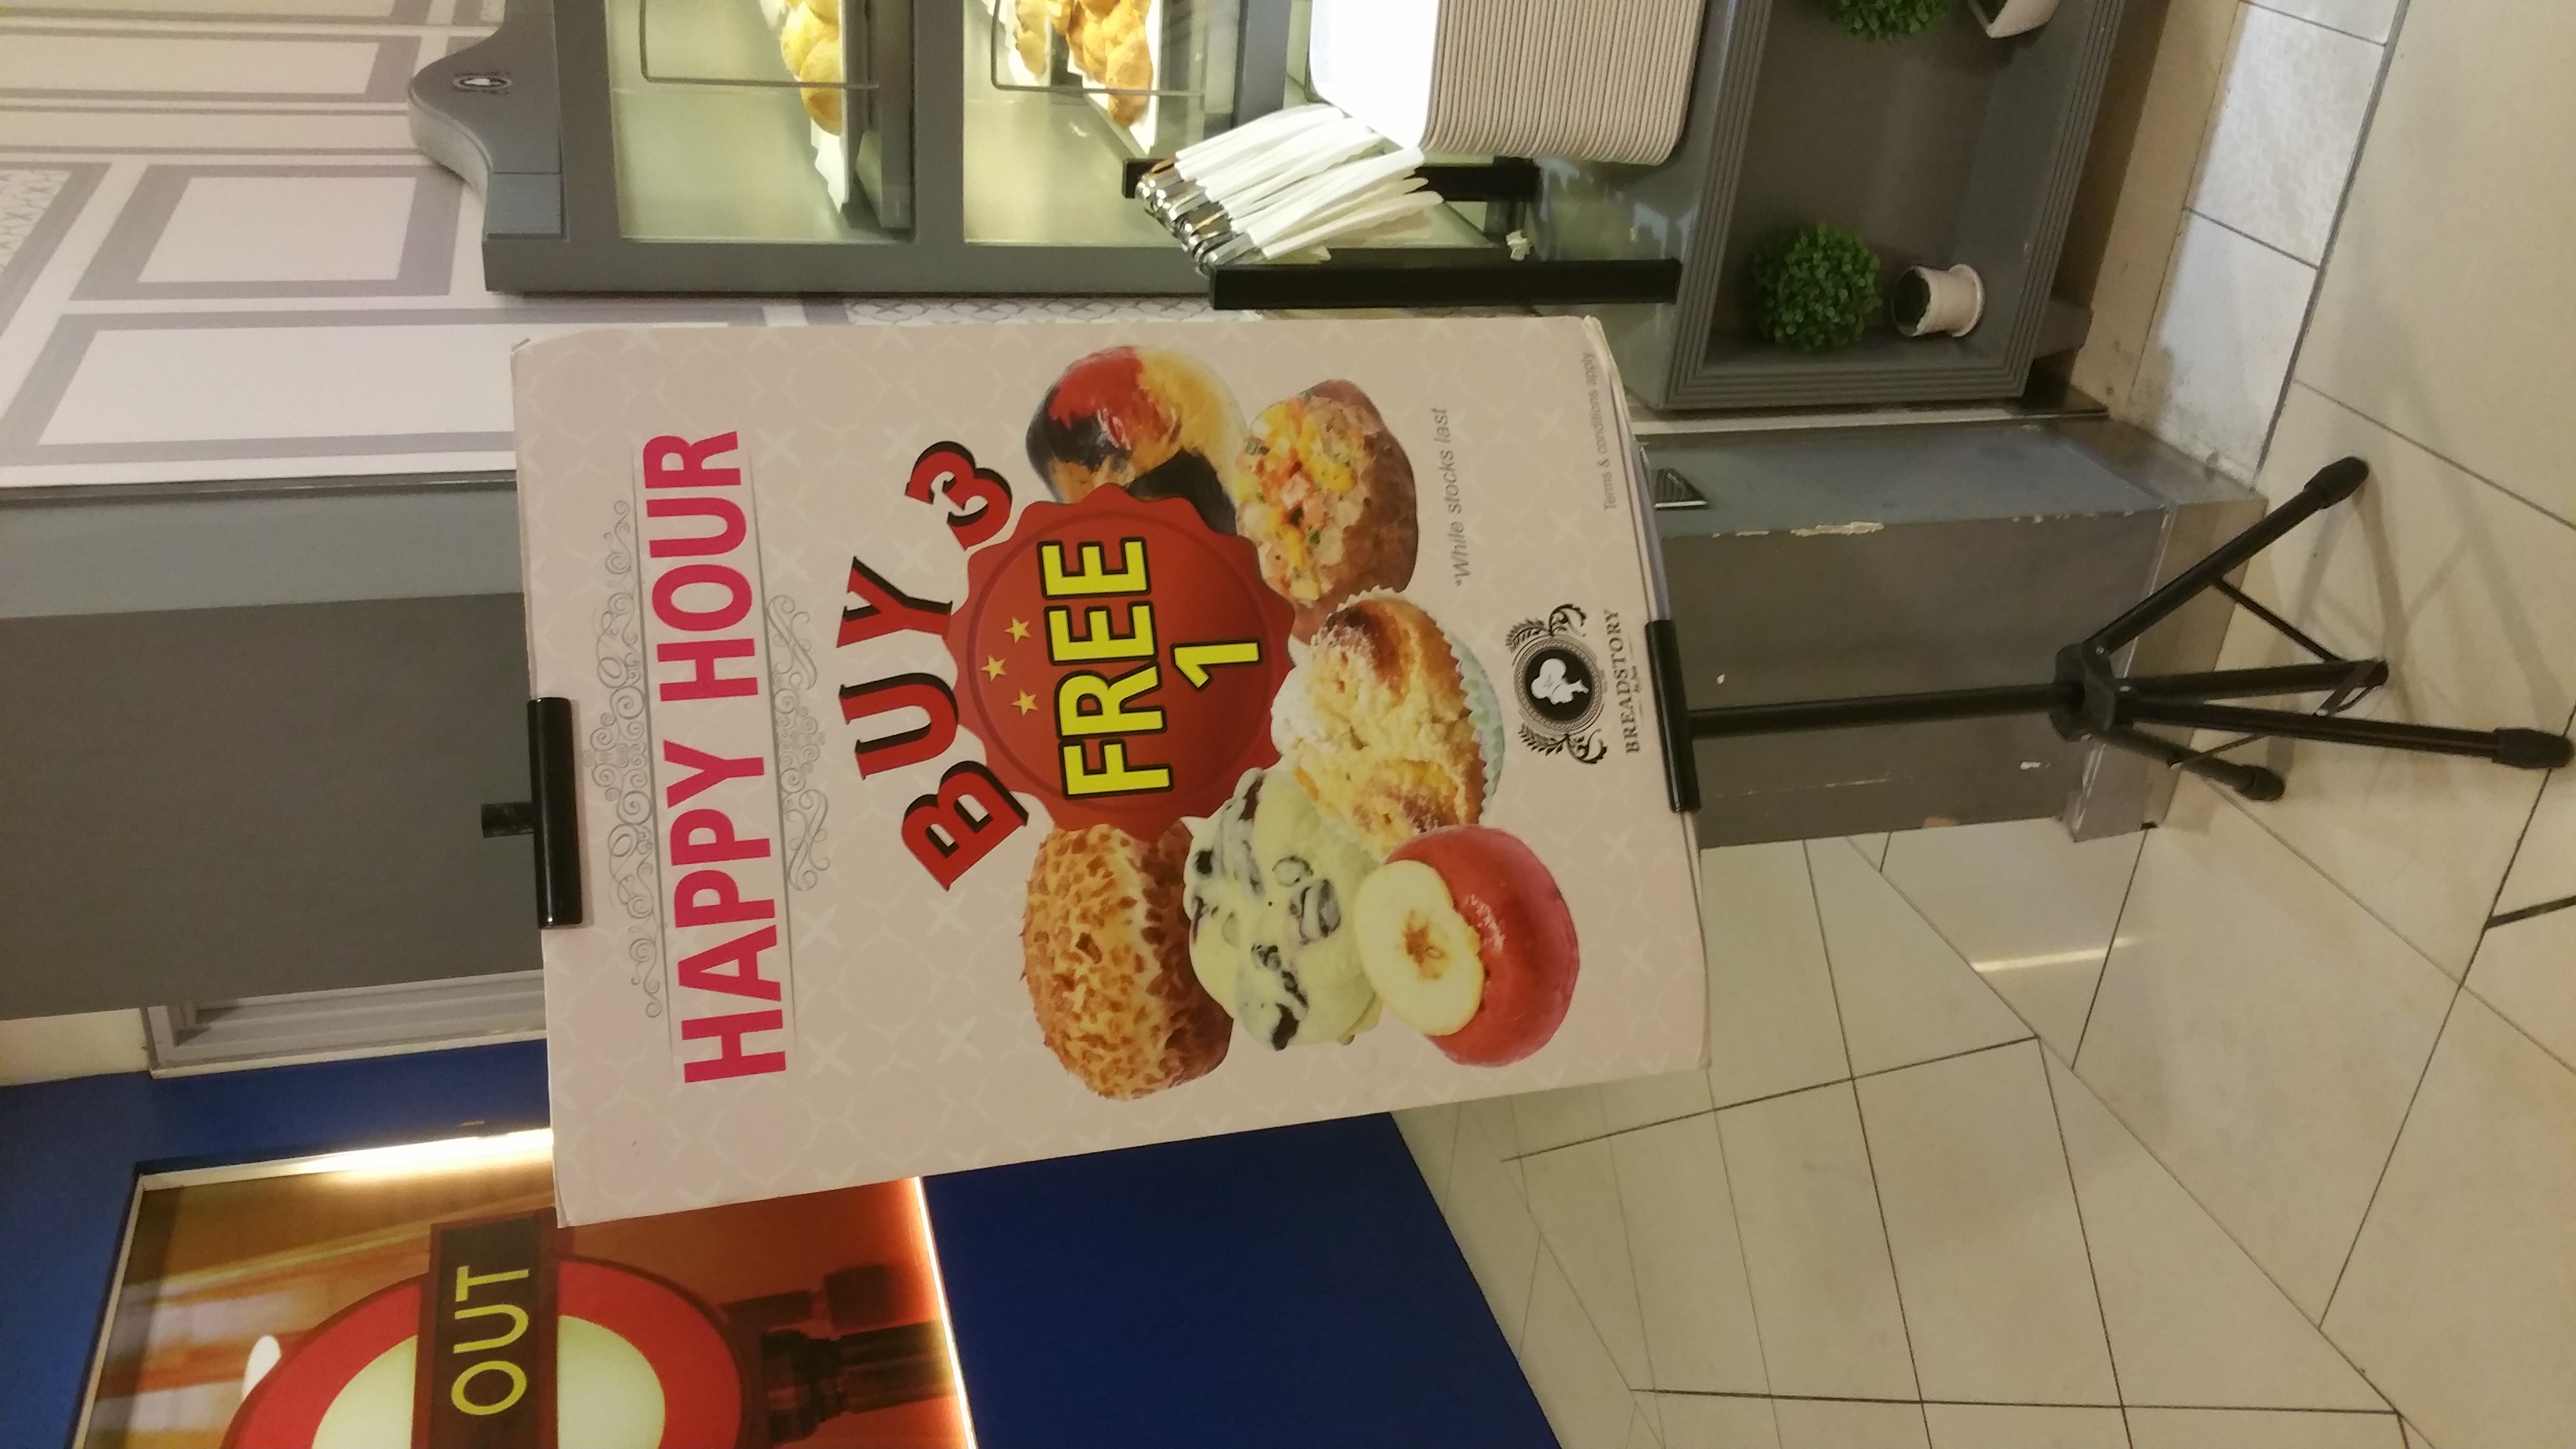 OUT
HAPPY HOUR
BUY 3
FREE
1
*While stocks last
BREADSTORY
Terms & conditions apply